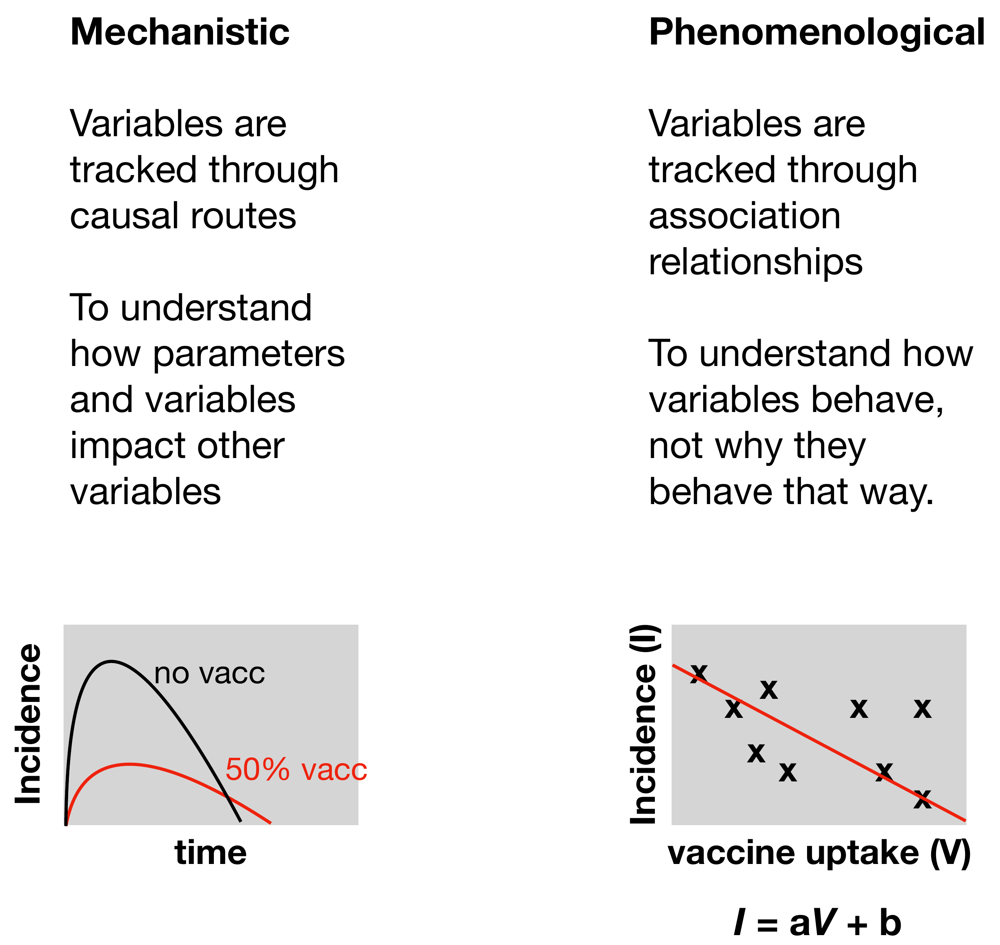 Mechanistic
Variables are
tracked through
causal routes
To understand
how parameters
and variables
impact other
variables
Incidence
no vacc
50% vacc
time
Phenomenological
Variables are
tracked through
association
relationships
To understand how
variables behave,
not why they
behave that way.
Incidence (I)
x
x
x
x
x
x
x
x
x
vaccine uptake (V)
I = aV + b